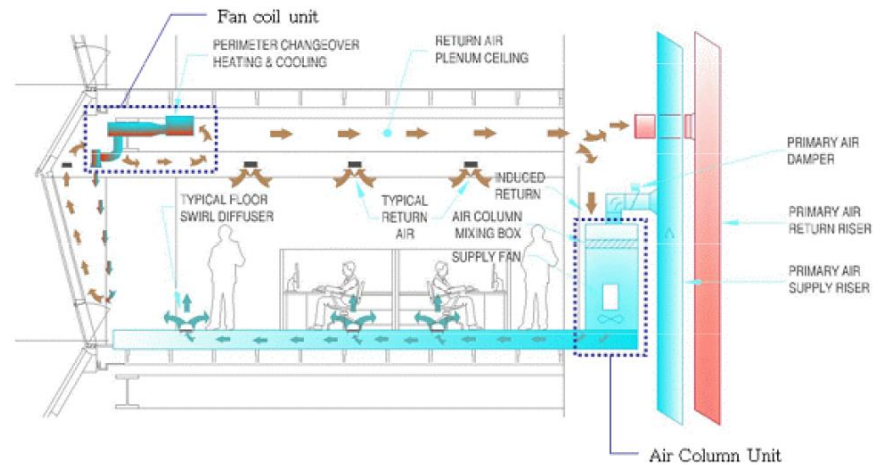 Fan coil unit
PERIMETER CHANGEOVER
HEATING & COOLING
RETURN AIR
PLENUM CEILING
PRIMARY AIR
DAMPER
INDUCED
RETURN
TYPICAL FLOOR
SWIRL DIFFUSER
TYPICAL
RETURN
AIR
AIR COLUMN
MIXING BOX
SUPPLY FAN
PRIMARY AIR
RETURN RISER
PRIMARY AIR
SUPPLY RISER
Air Column Unit